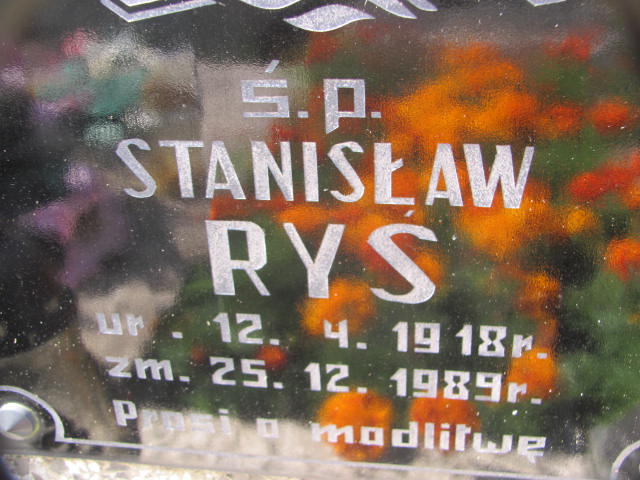 ś.p.
STANISŁAW
RYŚ
ur. 12. 4. 1918r.
zm. 25. 12. 1989r.
Prosi o modlitwę